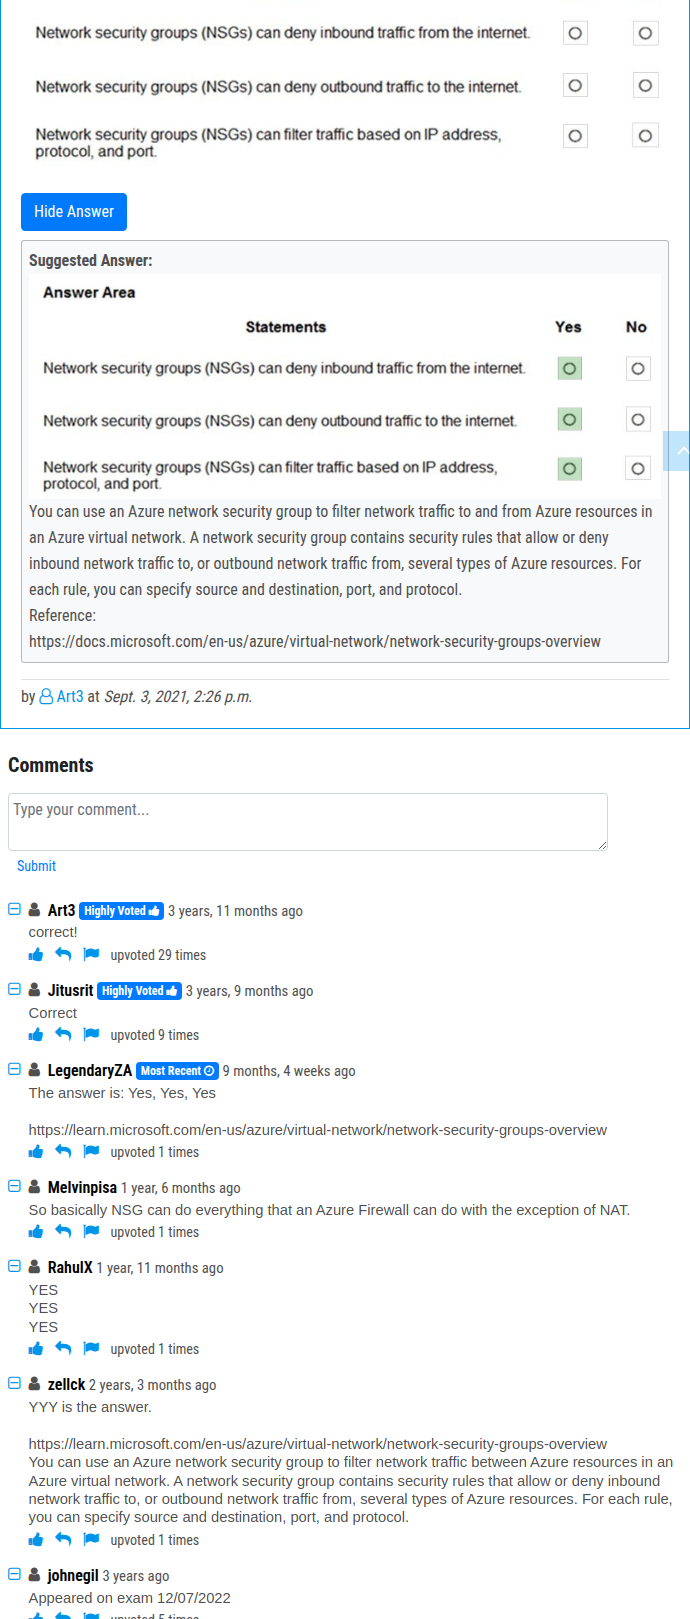 Network security groups (NSGs) can deny inbound traffic from the internet.
Network security groups (NSGs) can deny outbound traffic to the internet.
Network security groups (NSGs) can filter traffic based on IP address,
protocol, and port.
Hide Answer
Suggested Answer:
Answer Area
Statements Yes No
Network security groups (NSGs) can deny inbound traffic from the internet.
Network security groups (NSGs) can deny outbound traffic to the internet.
Network security groups (NSGs) can filter traffic based on IP address,
protocol, and port.
You can use an Azure network security group to filter network traffic to and from Azure resources in
an Azure virtual network. A network security group contains security rules that allow or deny
inbound network traffic to, or outbound network traffic from, several types of Azure resources. For
each rule, you can specify source and destination, port, and protocol.
Reference:
https://docs.microsoft.com/en-us/azure/virtual-network/network-security-groups-overview
by Art3 at Sept. 3, 2021, 2:26 p.m.
Comments
Type your comment...
Submit
Art3 Highly Voted 3 years, 11 months ago
correct!
upvoted 29 times
Jitusrit Highly Voted 3 years, 9 months ago
Correct
upvoted 9 times
LegendaryZA Most Recent 9 months, 4 weeks ago
The answer is: Yes, Yes, Yes
https://learn.microsoft.com/en-us/azure/virtual-network/network-security-groups-overview
upvoted 1 times
Melvinpisa 1 year, 6 months ago
So basically NSG can do everything that an Azure Firewall can do with the exception of NAT.
upvoted 1 times
RahulX 1 year, 11 months ago
YES
YES
YES
upvoted 1 times
zellck 2 years, 3 months ago
YYY is the answer.
https://learn.microsoft.com/en-us/azure/virtual-network/network-security-groups-overview
You can use an Azure network security group to filter network traffic between Azure resources in an
Azure virtual network. A network security group contains security rules that allow or deny inbound
network traffic to, or outbound network traffic from, several types of Azure resources. For each rule,
you can specify source and destination, port, and protocol.
upvoted 1 times
johnegil 3 years ago
Appeared on exam 12/07/2022
upvoted 5 times